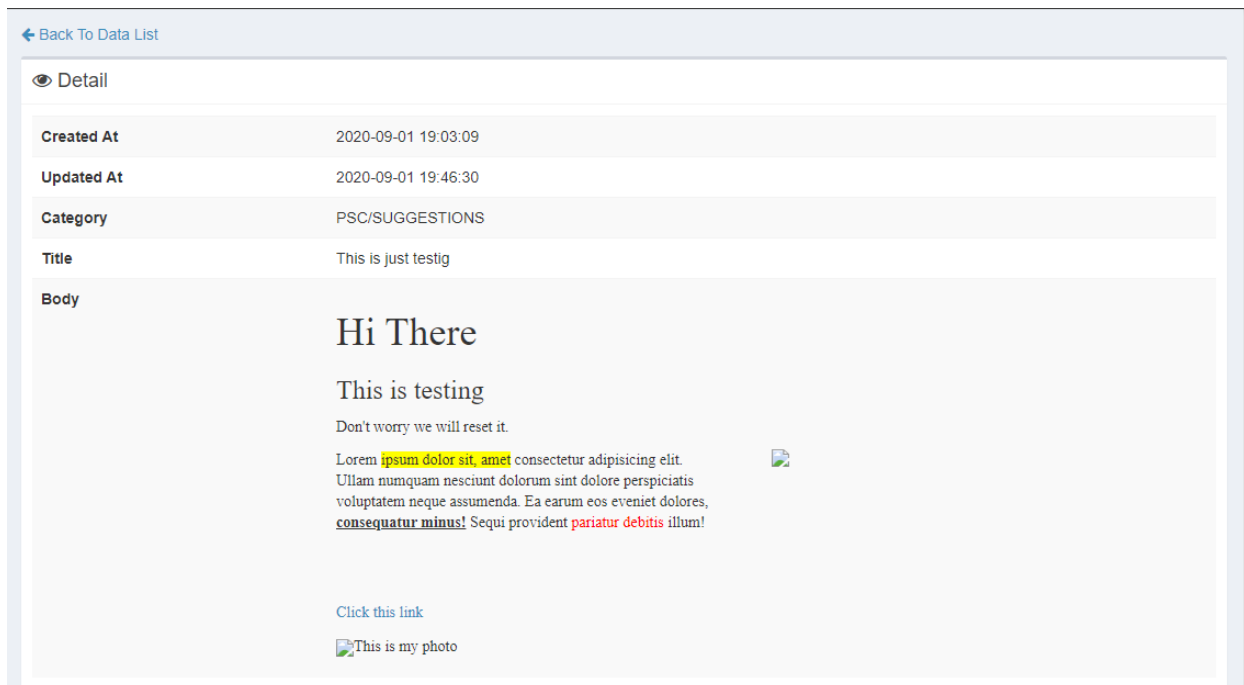 Back To Data List
Detail
Created At 2020-09-01 19:03:09
Updated At 2020-09-01 19:46:30
Category PSC/SUGGESTIONS
Title This is just testig
Body
Hi There
This is testing
Don't worry we will reset it.
Lorem ipsum dolor sit, amet consectetur adipisicing elit.
Ullam numquam nesciunt dolorum sint dolore perspiciatis
voluptatem neque assumenda. Ea earum eos eveniet dolores,
consequatur minus! Sequi provident pariatur debitis illum!
Click this link
This is my photo